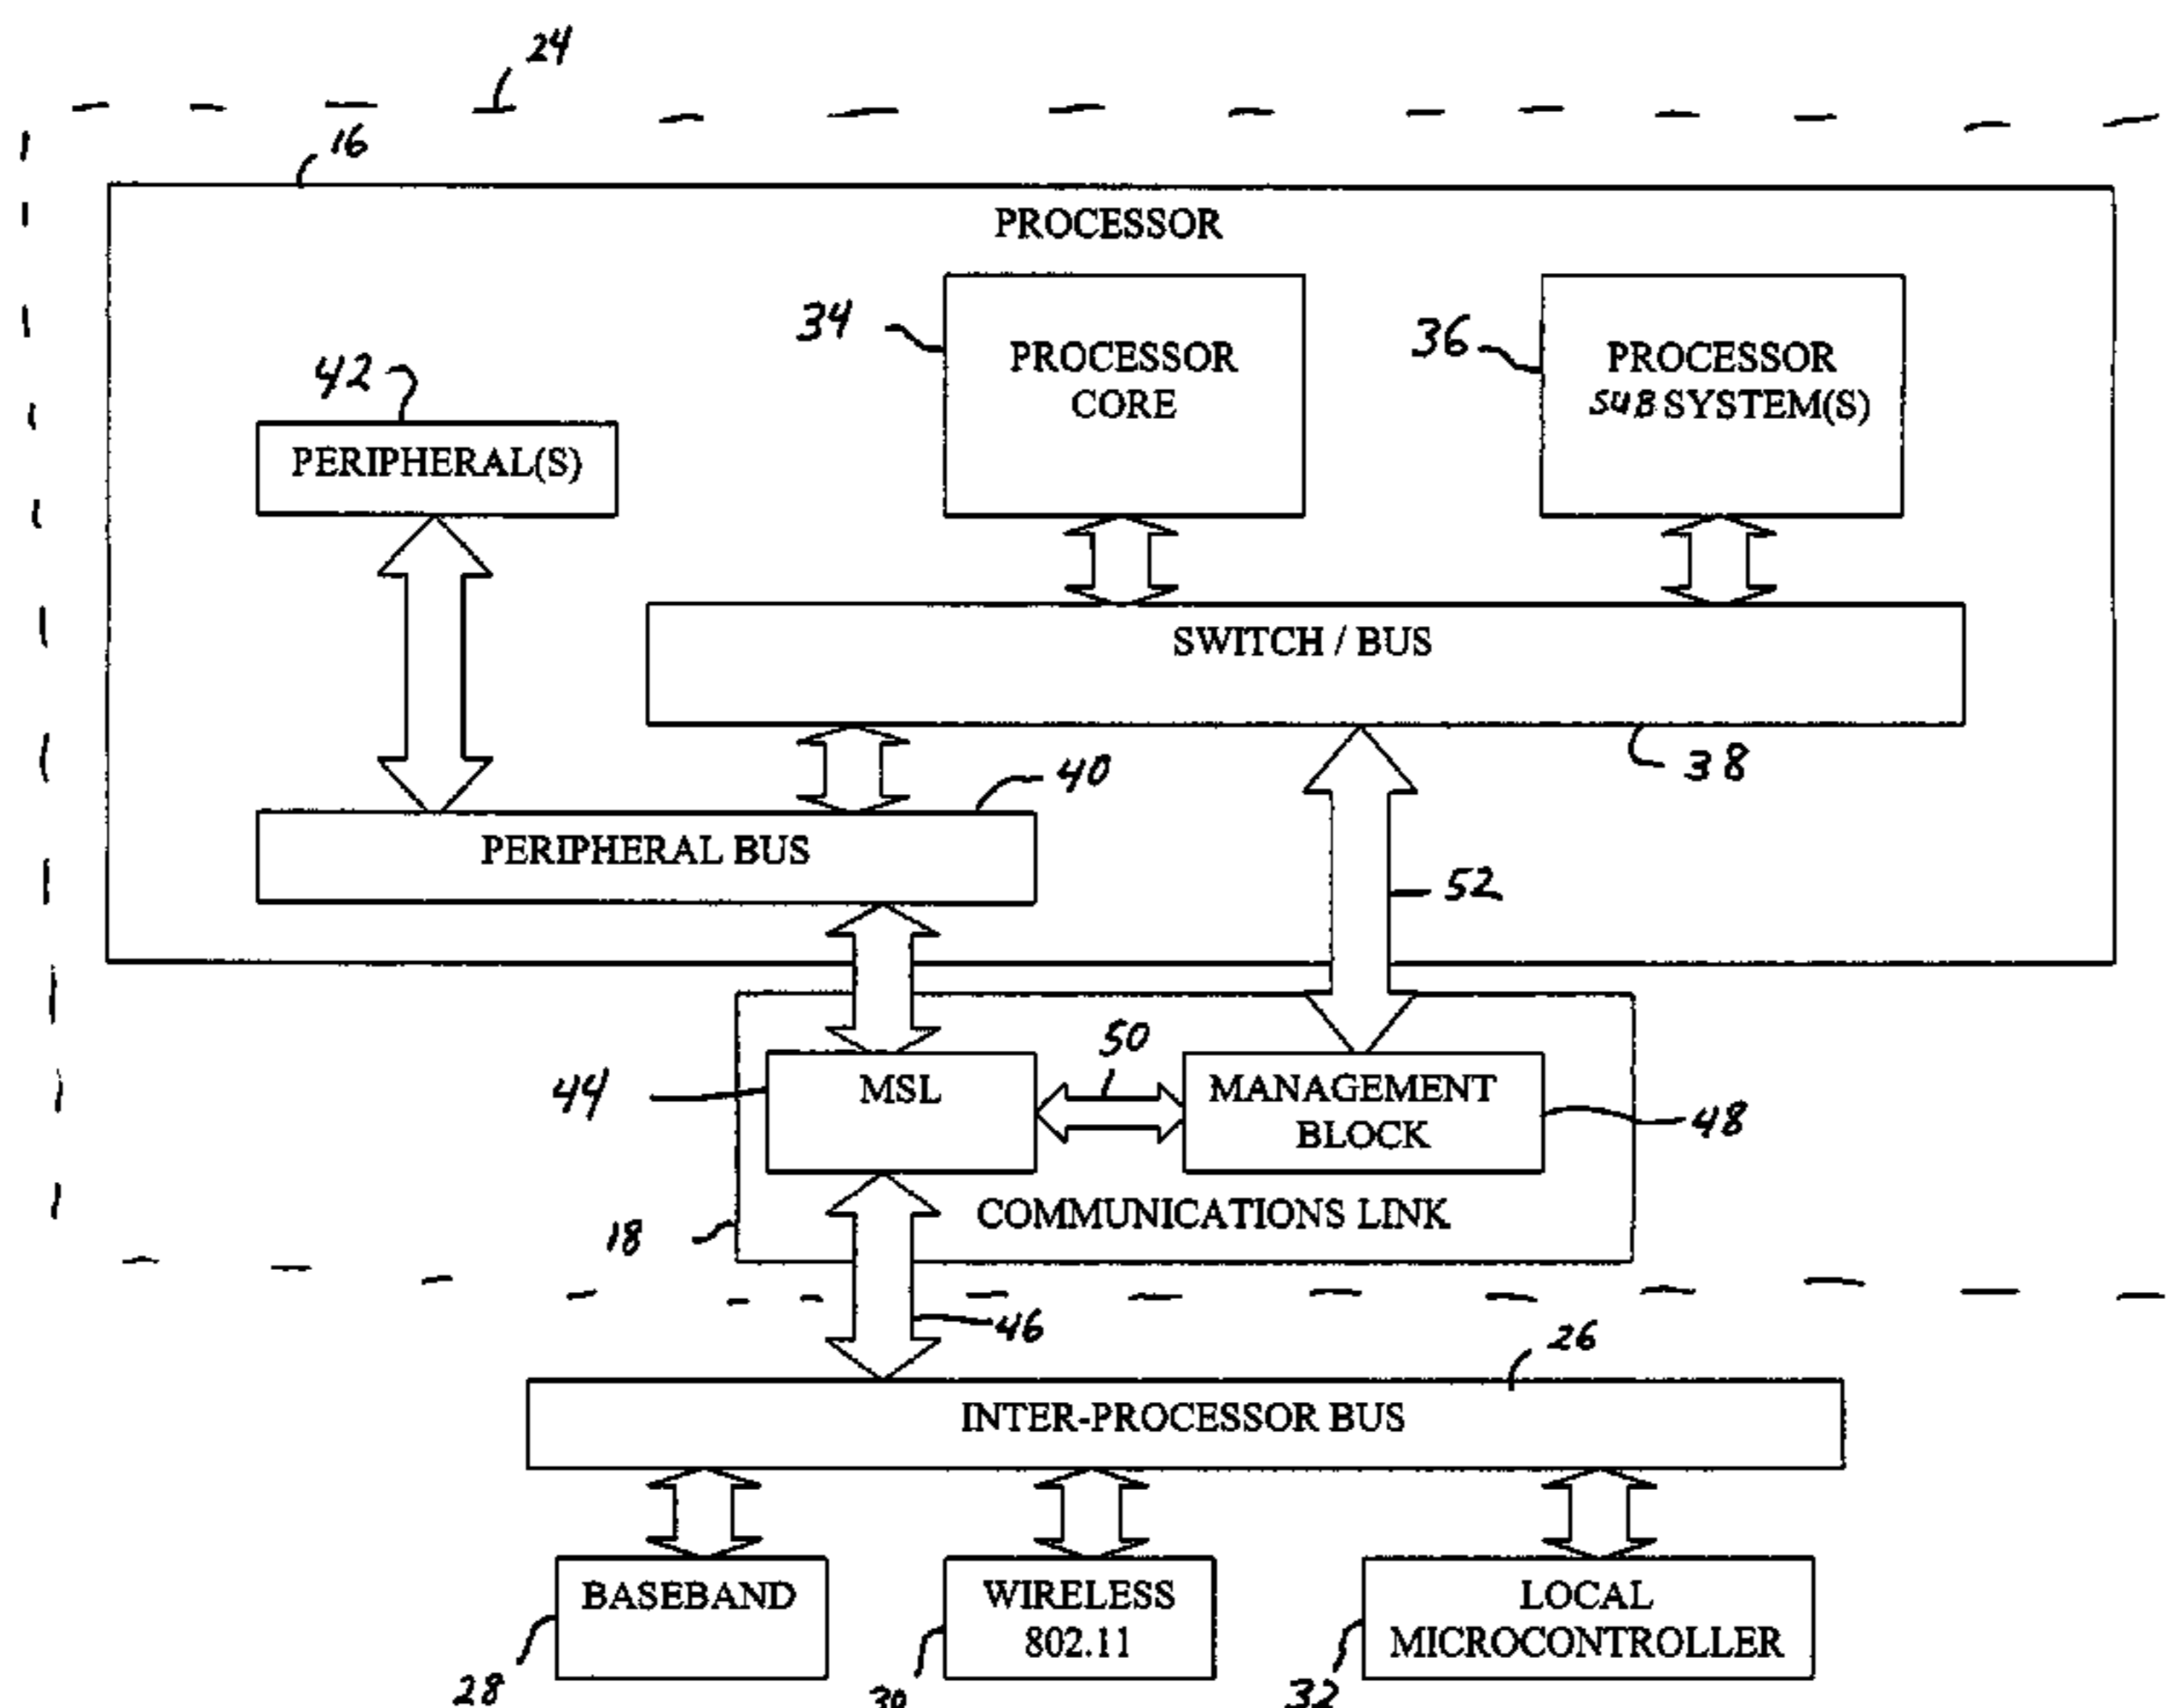 24
16
PROCESSOR
34
PROCESSOR
CORE
36
PROCESSOR
SUB SYSTEM(S)
42
PERIPHERAL(S)
SWITCH / BUS
38
40
PERIPHERAL BUS
52
50
44
MSL
MANAGEMENT
BLOCK
48
18
COMMUNICATIONS LINK
46
26
INTER-PROCESSOR BUS
BASEBAND
28
WIRELESS
802.11
30
LOCAL
MICROCONTROLLER
32